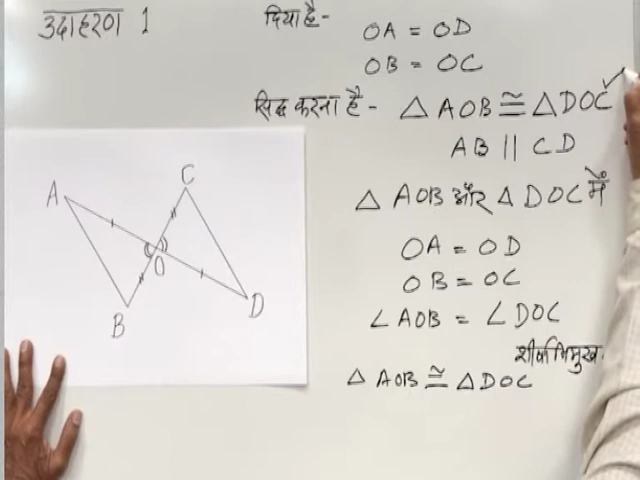 उदाहरण 1
दिया है-
OA = OD
OB = OC
सिद्ध करना है- △ AOB ≅ △ DOC ✓
AB || CD
△ AOB और △ DOC में
OA = OD
OB = OC
∠ AOB = ∠ DOC
शीर्षाभिमुख
△ AOB ≅ △ DOC
A
C
O
B
D